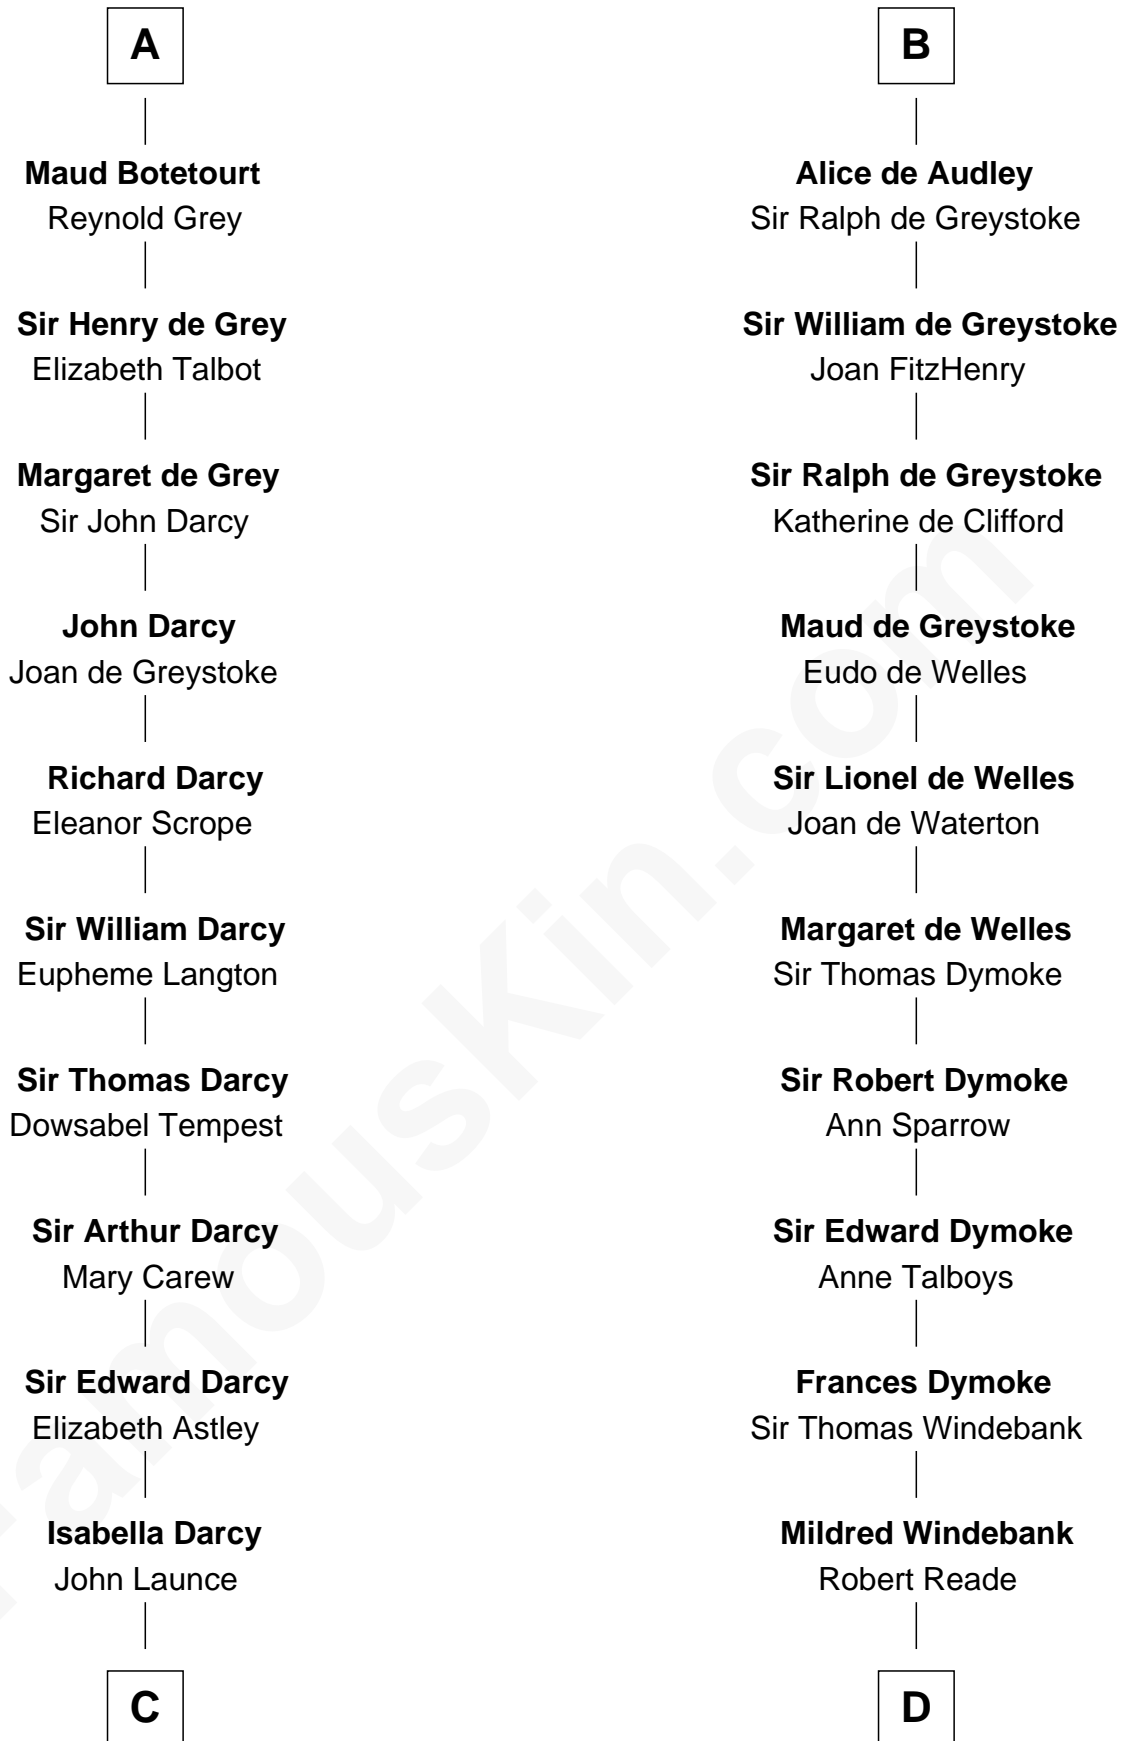 A
Maud Botetourt
Reynold Grey
Sir Henry de Grey
Elizabeth Talbot
Margaret de Grey
Sir John Darcy
John Darcy
Joan de Greystoke
Richard Darcy
Eleanor Scrope
Sir William Darcy
Eupheme Langton
Sir Thomas Darcy
Dowsabel Tempest
Sir Arthur Darcy
Mary Carew
Sir Edward Darcy
Elizabeth Astley
Isabella Darcy
John Launce
C
B
Alice de Audley
Sir Ralph de Greystoke
Sir William de Greystoke
Joan FitzHenry
Sir Ralph de Greystoke
Katherine de Clifford
Maud de Greystoke
Eudo de Welles
Sir Lionel de Welles
Joan de Waterton
Margaret de Welles
Sir Thomas Dymoke
Sir Robert Dymoke
Ann Sparrow
Sir Edward Dymoke
Anne Talboys
Frances Dymoke
Sir Thomas Windebank
Mildred Windebank
Robert Reade
D
FamousKin.com